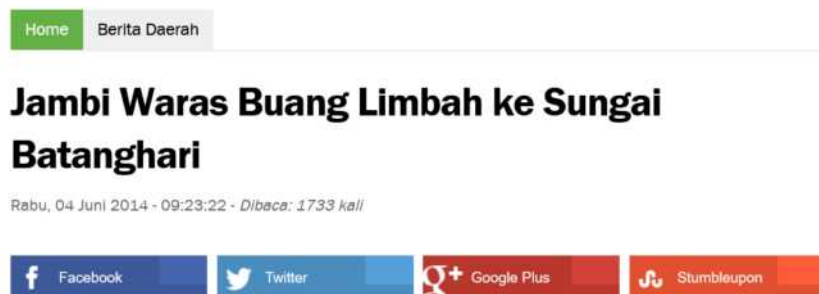 Home Berita Daerah
Jambi Waras Buang Limbah ke Sungai
Batanghari
Rabu, 04 Juni 2014 - 09:23:22 - Dibaca: 1733 kali
Facebook Twitter Google Plus Stumbleupon